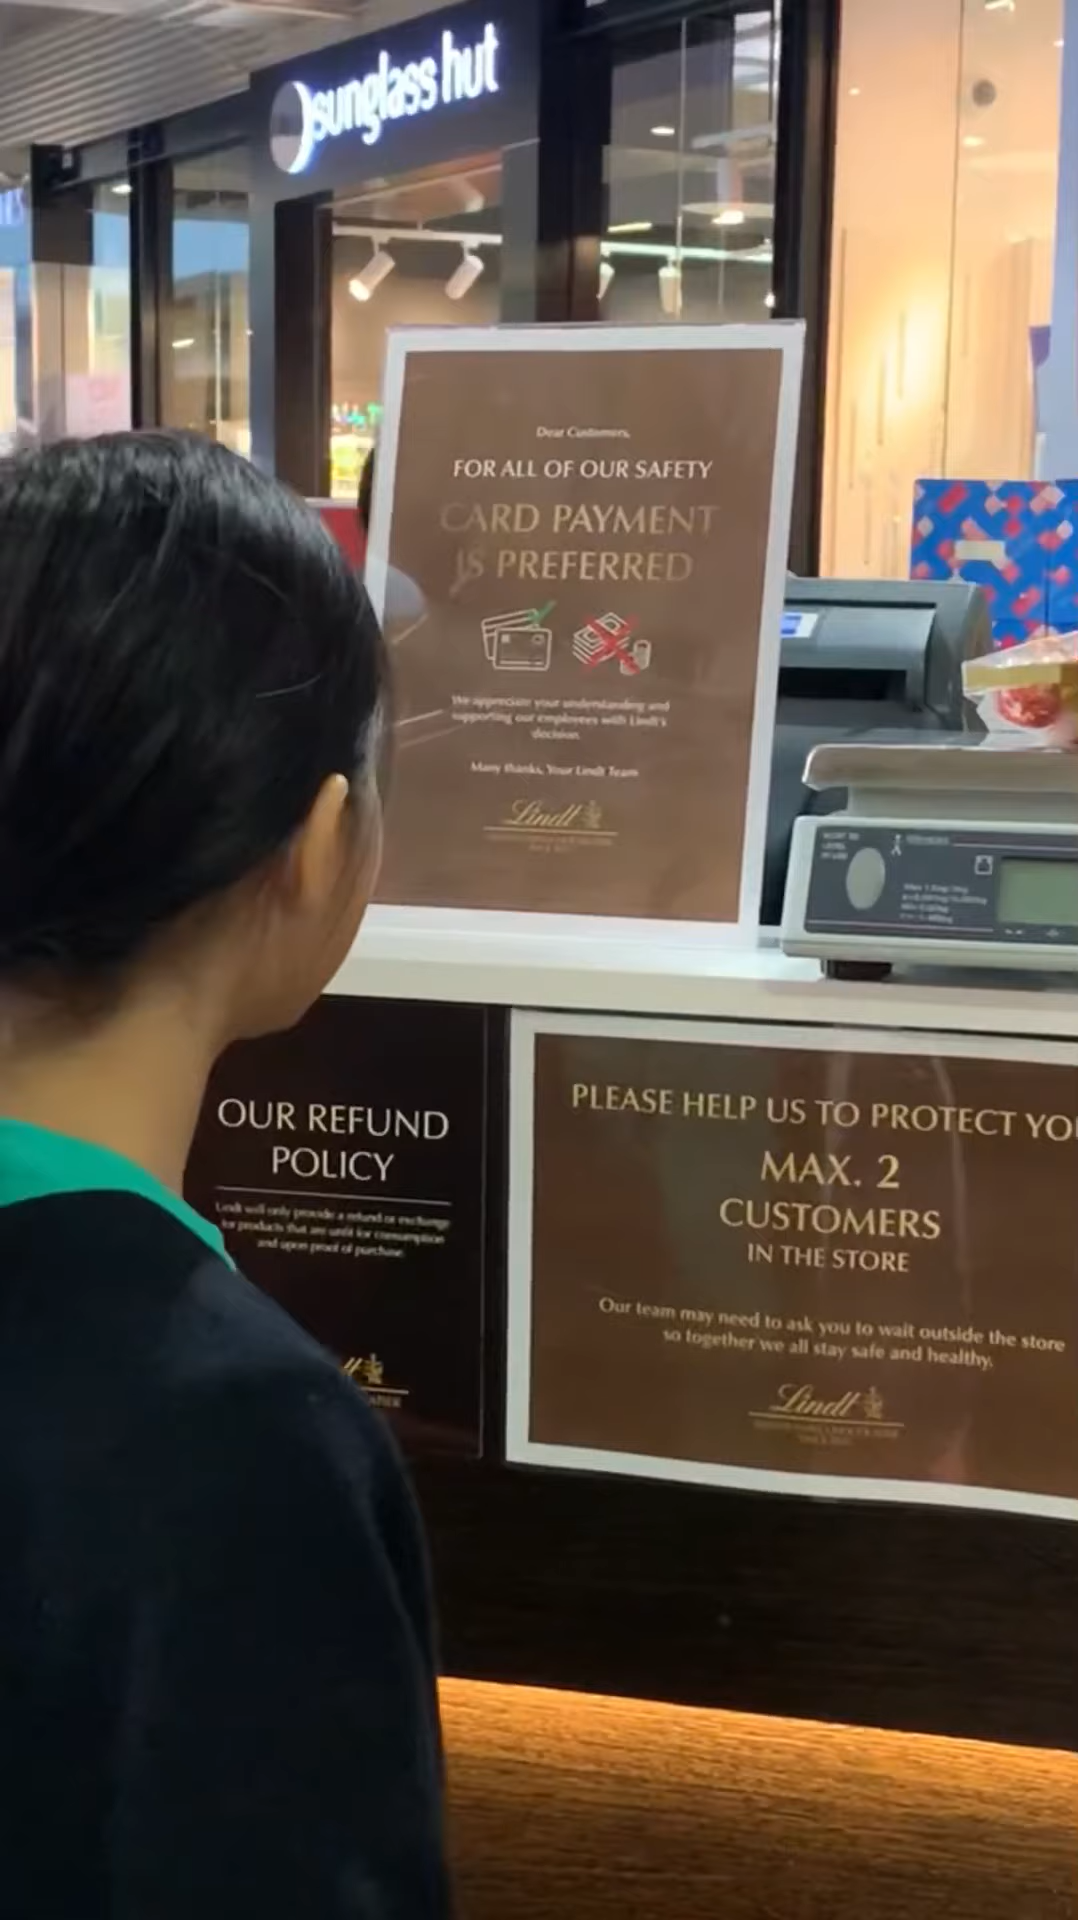 sunglass hut
Dear Customers,
FOR ALL OF OUR SAFETY
CARD PAYMENT
IS PREFERRED
We appreciate your understanding and
supporting our employees with Lindt's
decision.
Many thanks, Your Lindt Team
Lindt
OUR REFUND
POLICY
Lindt will only provide a refund or exchange
for products that are unfit for consumption
and upon proof of purchase.
PLEASE HELP US TO PROTECT YOU
MAX. 2
CUSTOMERS
IN THE STORE
Our team may need to ask you to wait outside the store
so together we all stay safe and healthy.
Lindt